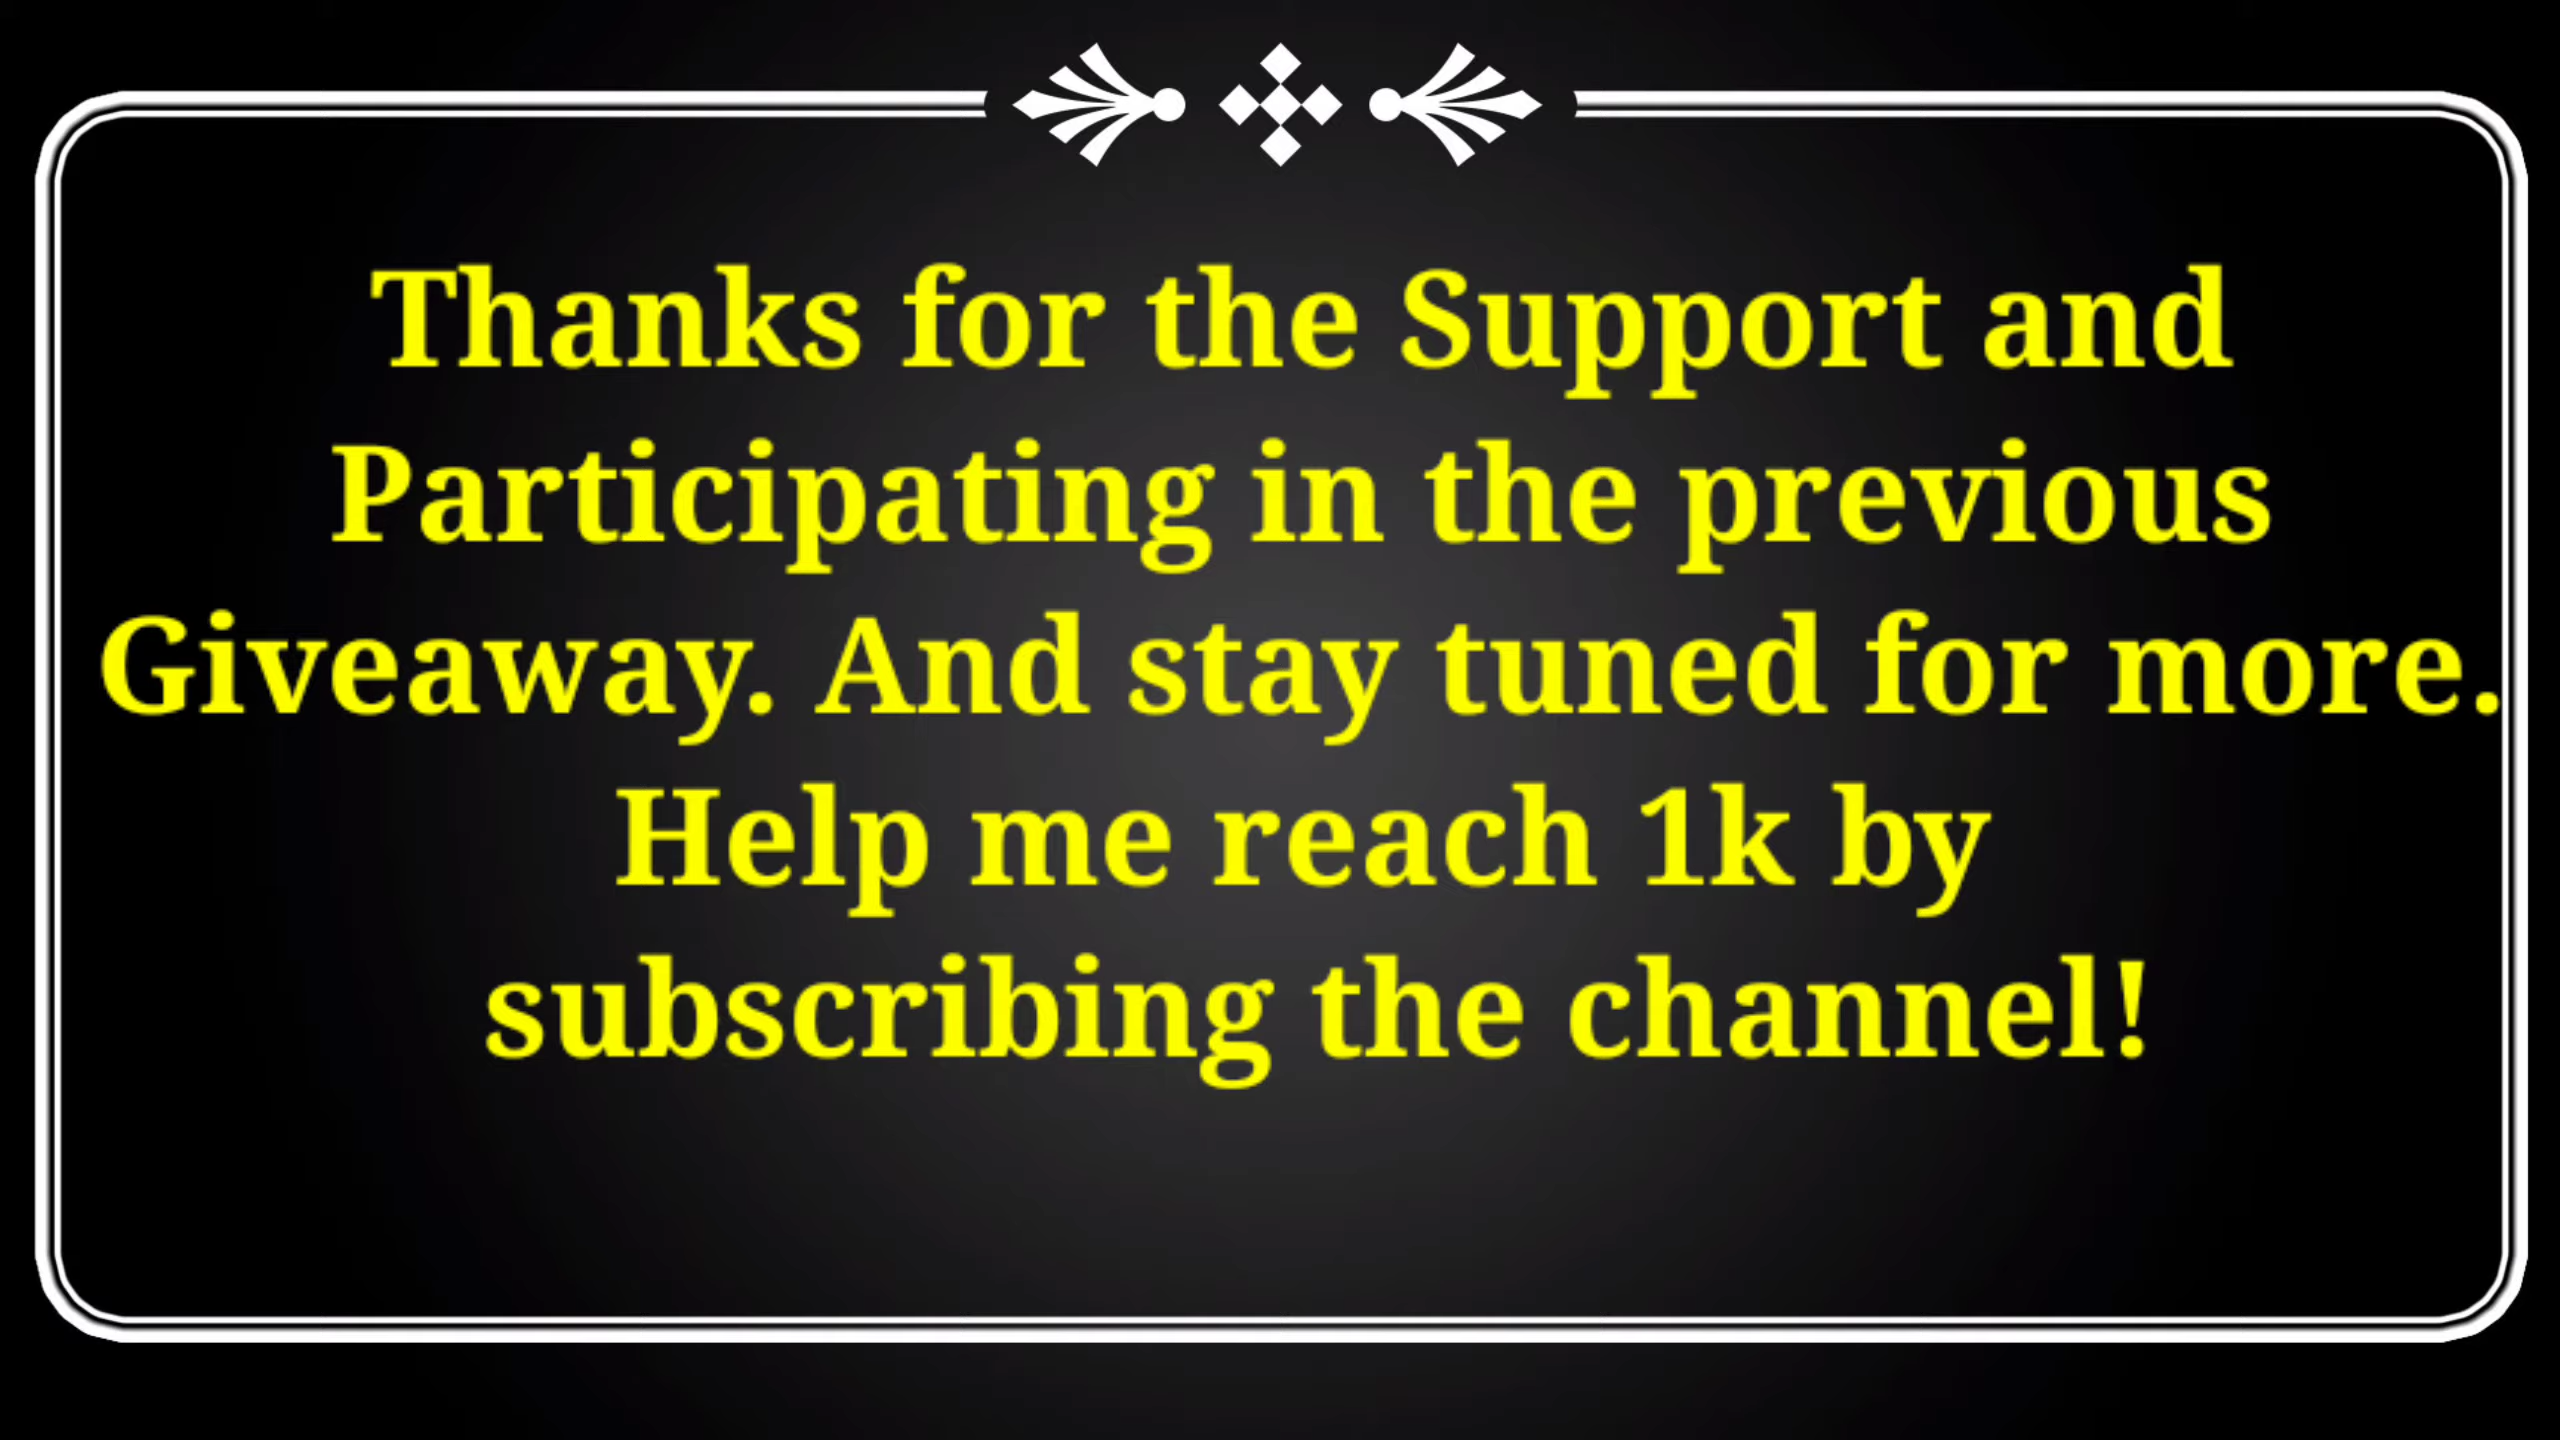 Thanks for the Support and
Participating in the previous
Giveaway. And stay tuned for more.
Help me reach 1k by
subscribing the channel!